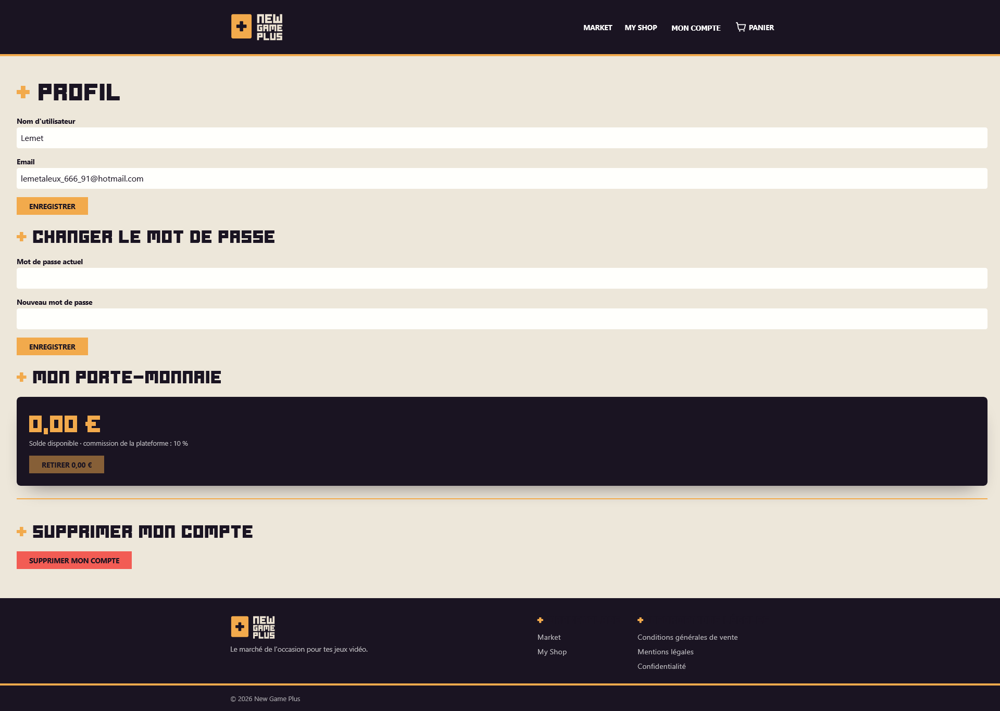 NEW
GAME
PLUS
MARKET
MY SHOP
MON COMPTE
PANIER
PROFIL
Nom d'utilisateur
Lemet
Email
lemetaleux_666_91@hotmail.com
ENREGISTRER
CHANGER LE MOT DE PASSE
Mot de passe actuel
Nouveau mot de passe
ENREGISTRER
MON PORTE-MONNAIE
0,00 €
Solde disponible · commission de la plateforme : 10 %
RETIRER 0,00 €
SUPPRIMER MON COMPTE
SUPPRIMER MON COMPTE
NEW
GAME
PLUS
Le marché de l'occasion pour tes jeux vidéo.
Market
My Shop
Conditions générales de vente
Mentions légales
Confidentialité
© 2026 New Game Plus